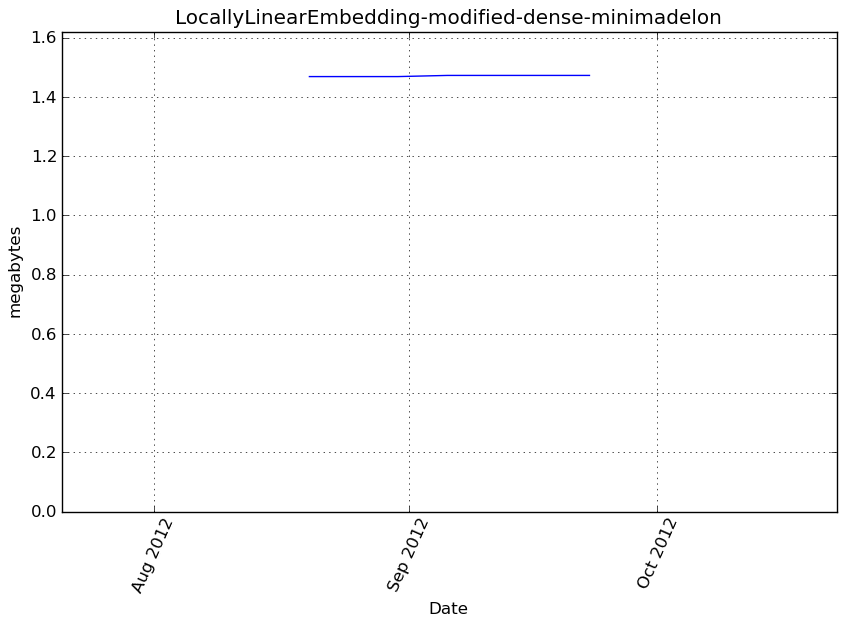 LocallyLinearEmbedding-modified-dense-minimadelon
1.6
1.4
1.2
1.0
0.8
0.6
0.4
0.2
0.0
megabytes
Aug 2012
Sep 2012
Oct 2012
Date